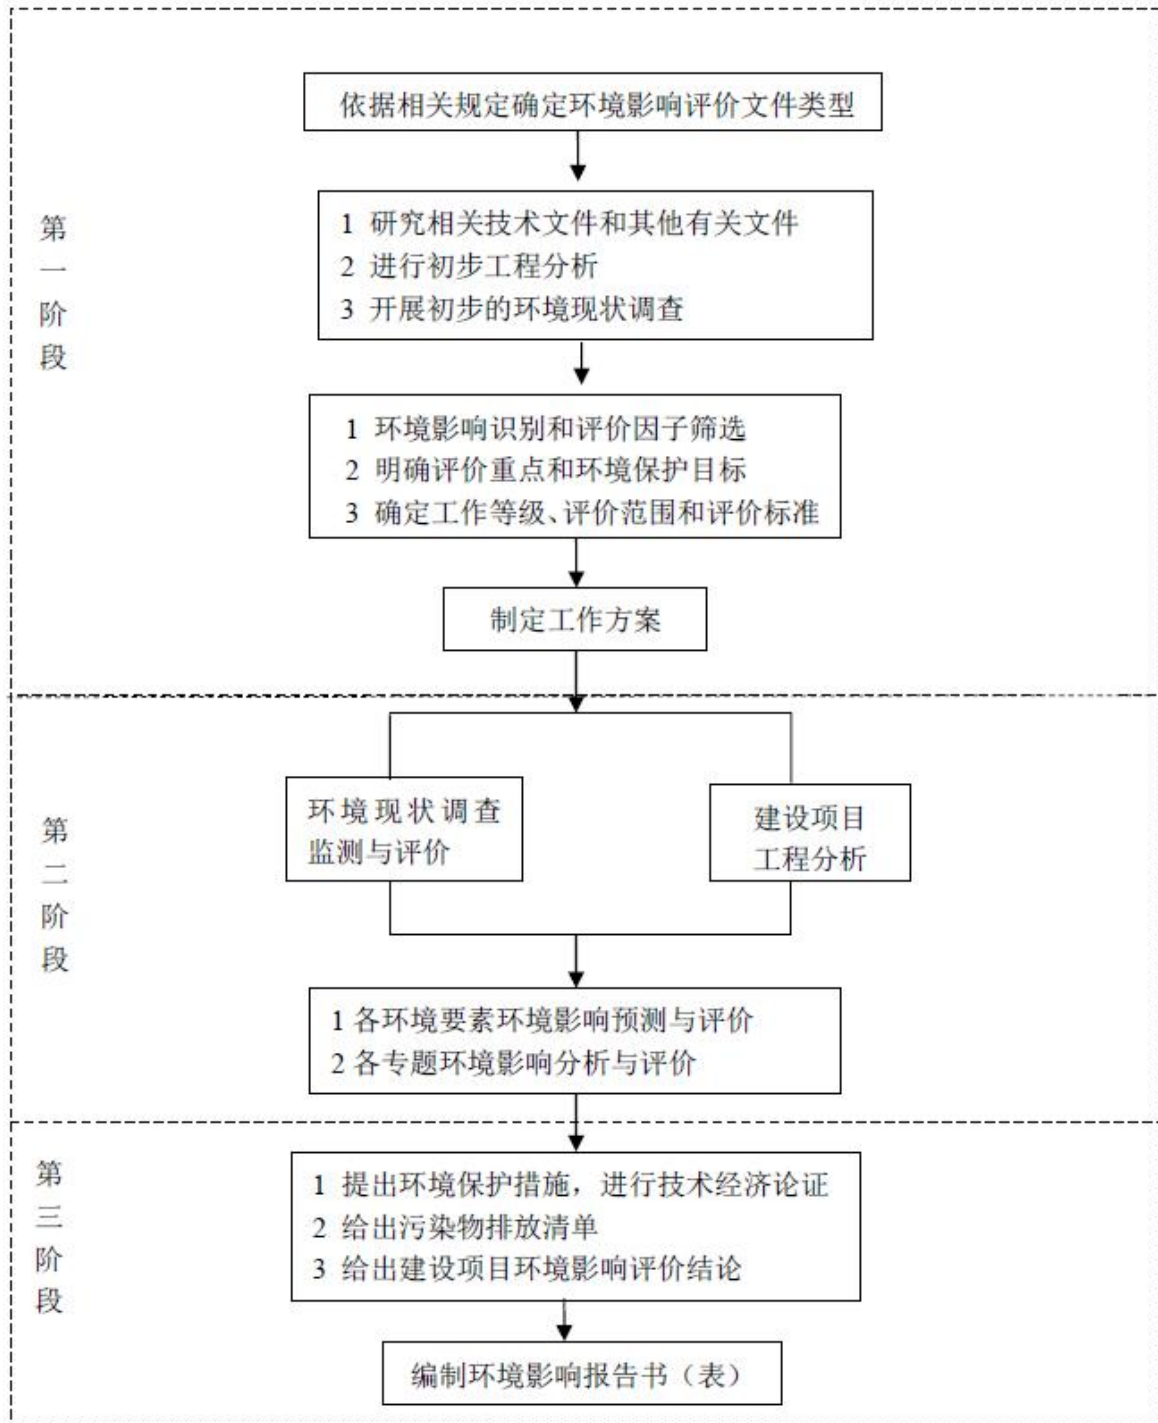 依据相关规定确定环境影响评价文件类型
第一阶段
1 研究相关技术文件和其他有关文件
2 进行初步工程分析
3 开展初步的环境现状调查
1 环境影响识别和评价因子筛选
2 明确评价重点和环境保护目标
3 确定工作等级、评价范围和评价标准
制定工作方案
第二阶段
环境现状调查
监测与评价
建设项目
工程分析
1 各环境要素环境影响预测与评价
2 各专题环境影响分析与评价
第三阶段
1 提出环境保护措施，进行技术经济论证
2 给出污染物排放清单
3 给出建设项目环境影响评价结论
编制环境影响报告书（表）